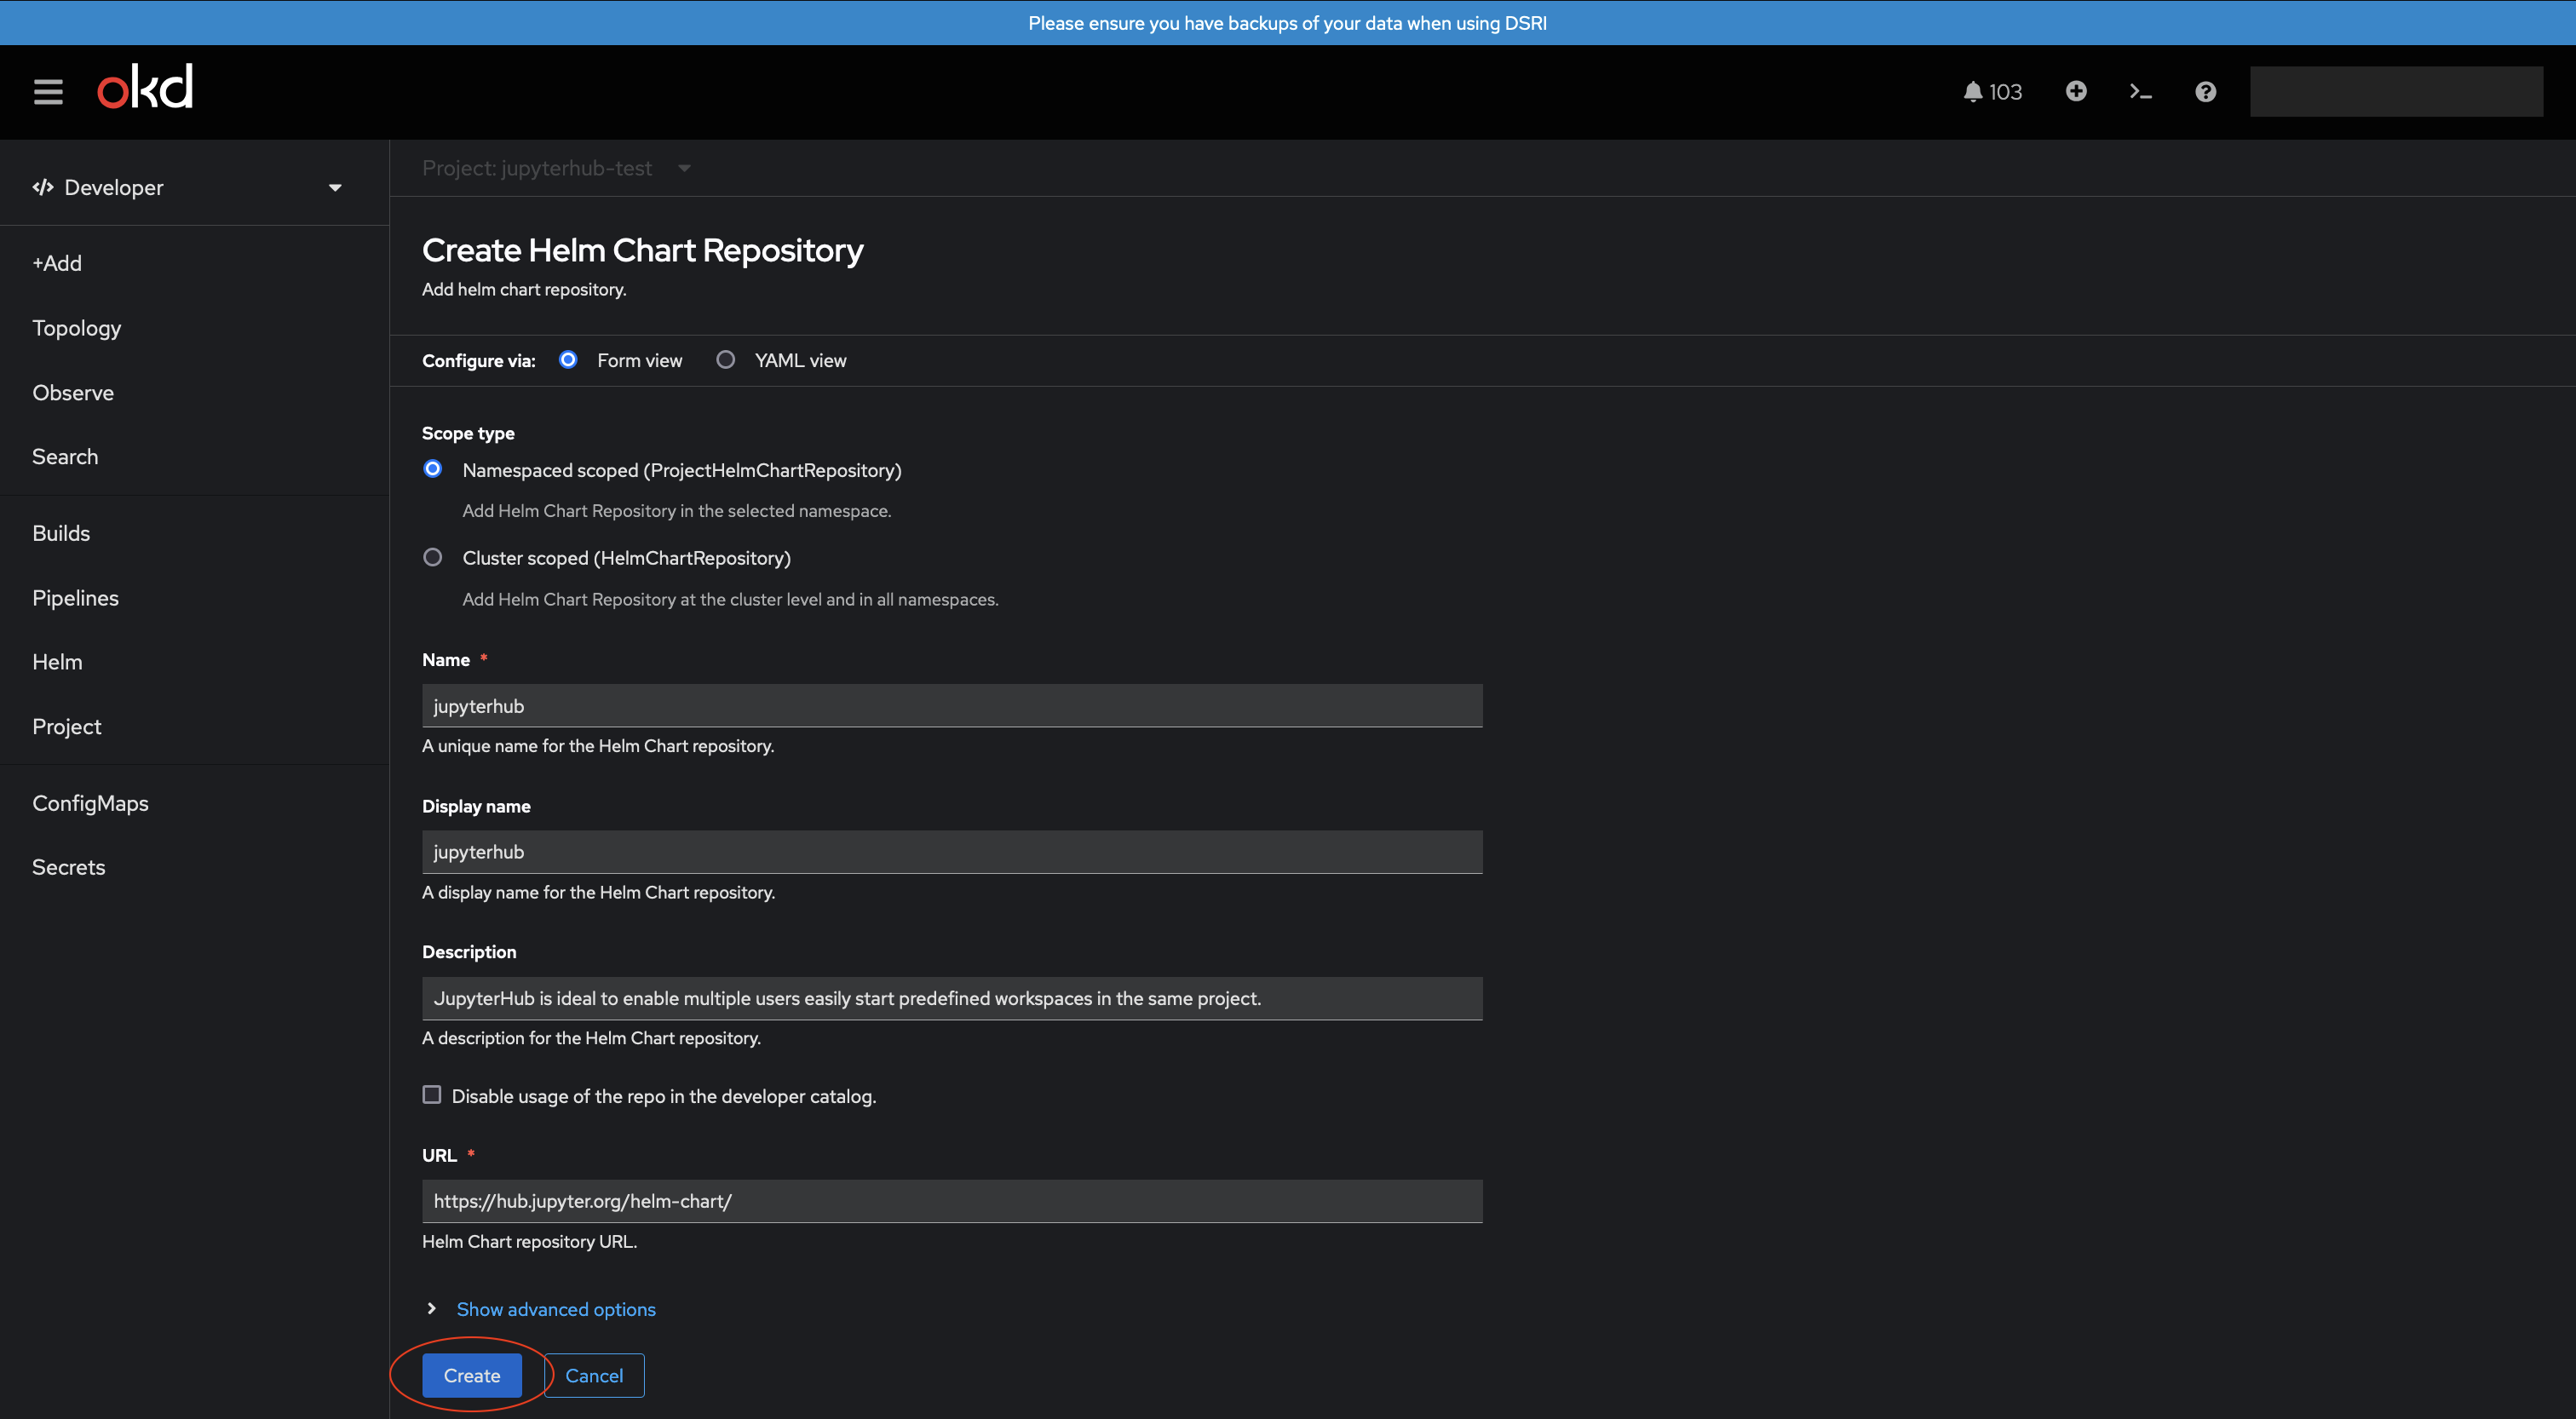 Please ensure you have backups of your data when using DSRI
okd
103
Developer
Project: jupyterhub-test
+Add
Topology
Observe
Search
Builds
Pipelines
Helm
Project
ConfigMaps
Secrets
Create Helm Chart Repository
Add helm chart repository.
Configure via: Form view YAML view
Scope type
Namespaced scoped (ProjectHelmChartRepository)
Add Helm Chart Repository in the selected namespace.
Cluster scoped (HelmChartRepository)
Add Helm Chart Repository at the cluster level and in all namespaces.
Name *
jupyterhub
A unique name for the Helm Chart repository.
Display name
jupyterhub
A display name for the Helm Chart repository.
Description
JupyterHub is ideal to enable multiple users easily start predefined workspaces in the same project.
A description for the Helm Chart repository.
Disable usage of the repo in the developer catalog.
URL *
https://hub.jupyter.org/helm-chart/
Helm Chart repository URL.
Show advanced options
Create Cancel